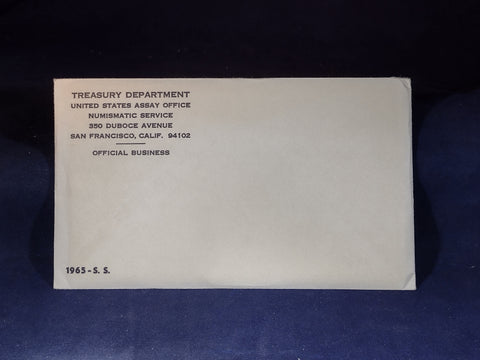 TREASURY DEPARTMENT
UNITED STATES ASSAY OFFICE
NUMISMATIC SERVICE
350 DUBOCE AVENUE
SAN FRANCISCO, CALIF. 94102
OFFICIAL BUSINESS
1965-S. S.